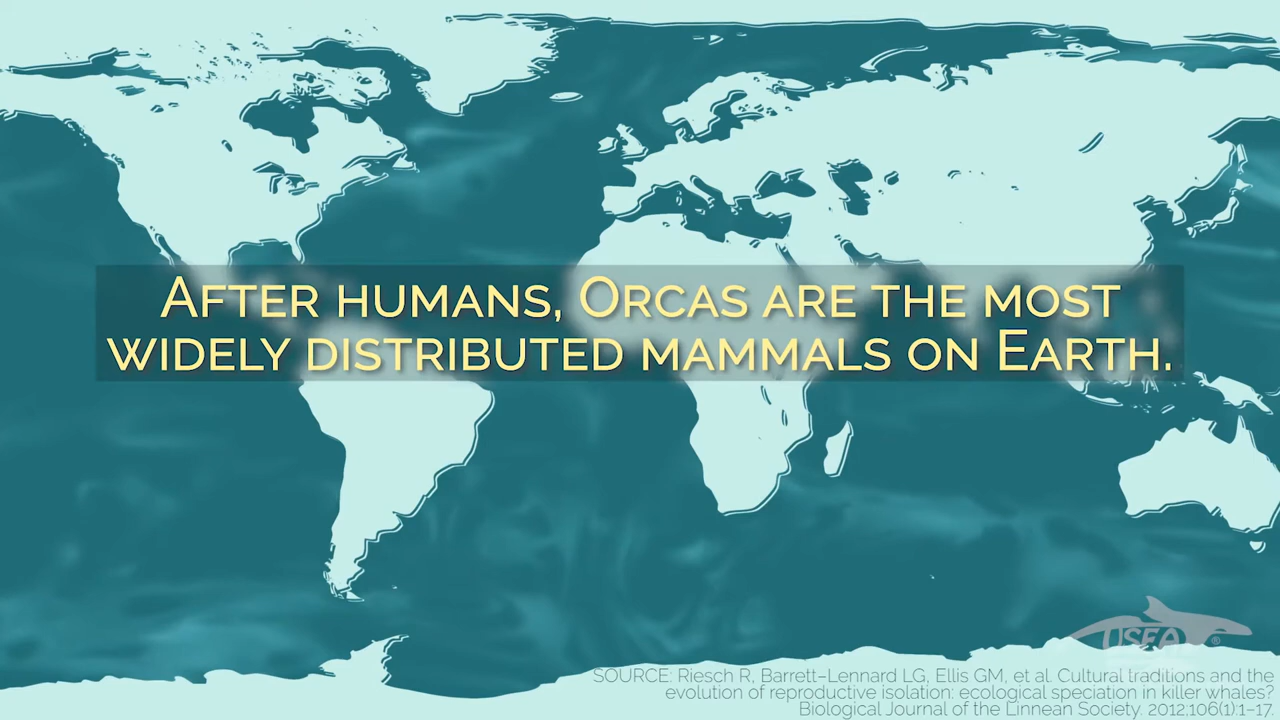 After humans, Orcas are the most
widely distributed mammals on Earth.
USEA®
SOURCE: Riesch R, Barrett–Lennard LG, Ellis GM, et al. Cultural traditions and the
evolution of reproductive isolation: ecological speciation in killer whales?
Biological Journal of the Linnean Society. 2012;106(1):1–17.